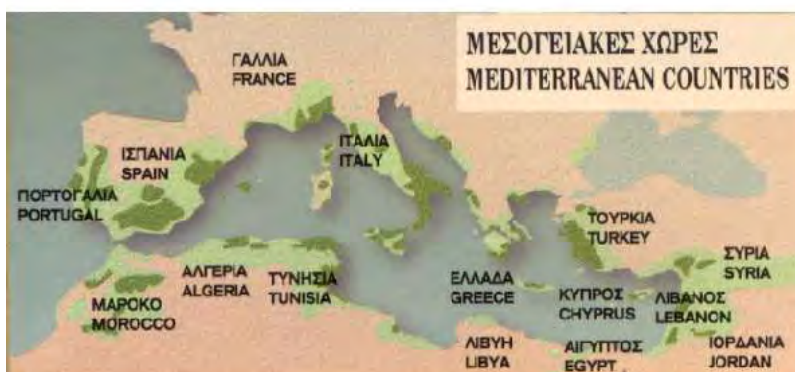 ΜΕΣΟΓΕΙΑΚΕΣ ΧΩΡΕΣ
MEDITERRANEAN COUNTRIES
ΓΑΛΛΙΑ
FRANCE
ΙΤΑΛΙΑ
ITALY
ΙΣΠΑΝΙΑ
SPAIN
ΠΟΡΤΟΓΑΛΙΑ
PORTUGAL
ΤΟΥΡΚΙΑ
TURKEY
ΣΥΡΙΑ
SYRIA
ΑΛΓΕΡΙΑ
ALGERIA
ΤΥΝΗΣΙΑ
TUNISIA
ΕΛΛΑΔΑ
GREECE
ΚΥΠΡΟΣ
CHYPRUS
ΛΙΒΑΝΟΣ
LEBANON
ΜΑΡΟΚΟ
MOROCCO
ΛΙΒΥΗ
LIBYA
ΑΙΓΥΠΤΟΣ
EGYPT
ΙΟΡΔΑΝΙΑ
JORDAN